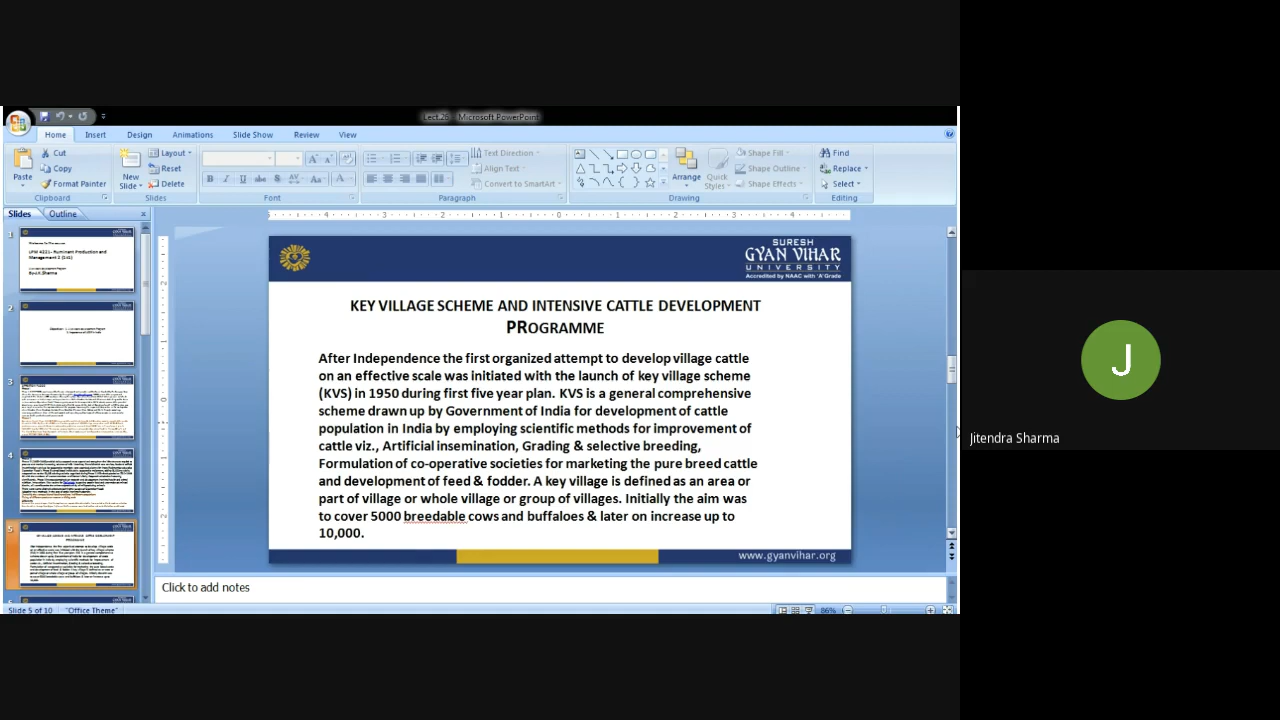 Lect.26 - Microsoft PowerPoint
Home Insert Design Animations Slide Show Review View
Paste
Cut
Copy
Format Painter
Clipboard
New Slide
Layout
Reset
Delete
Slides
Font
Text Direction
Align Text
Convert to SmartArt
Paragraph
Arrange
Quick Styles
Shape Fill
Shape Outline
Shape Effects
Drawing
Find
Replace
Select
Editing
Slides Outline
1
2
3
4
5
SURESH
GYAN VIHAR
UNIVERSITY
Accredited by NAAC with 'A' Grade
KEY VILLAGE SCHEME AND INTENSIVE CATTLE DEVELOPMENT
PROGRAMME
After Independence the first organized attempt to develop village cattle
on an effective scale was initiated with the launch of key village scheme
(KVS) in 1950 during first five year plan. KVS is a general comprehensive
scheme drawn up by Government of India for development of cattle
population in India by employing scientific methods for improvement of
cattle viz., Artificial insemination, Grading & selective breeding,
Formulation of co-operative societies for marketing the pure breed cattle
and development of feed & fodder. A key village is defined as an area or
part of village or whole village or group of villages. Initially the aim was
to cover 5000 breedable cows and buffaloes & later on increase up to
10,000.
www.gyanvihar.org
Click to add notes
Slide 5 of 10 "Office Theme" 86%
J
Jitendra Sharma